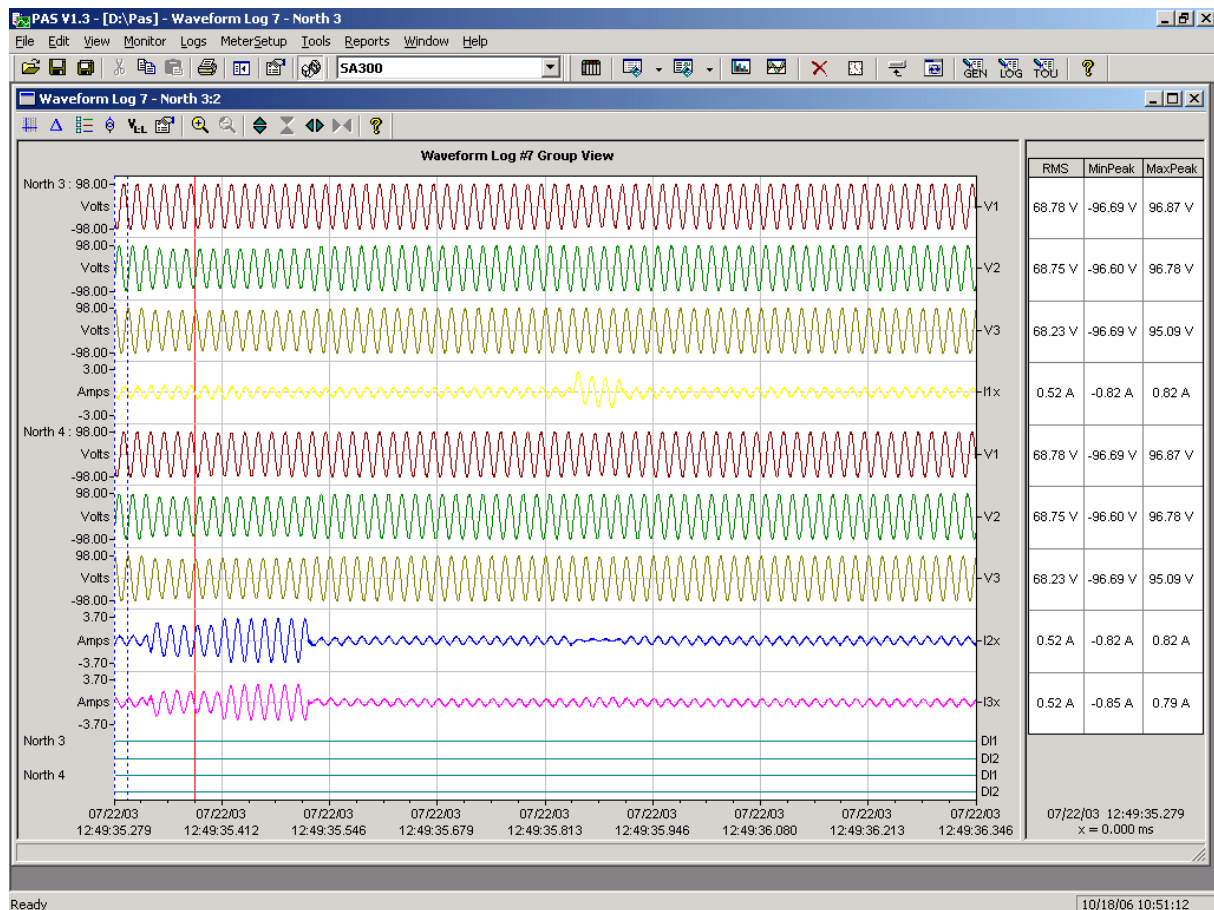 PAS V1.3 - [D:\Pas] - Waveform Log 7 - North 3
File Edit View Monitor Logs MeterSetup Tools Reports Window Help
SA300
GEN LOG TOU
Waveform Log 7 - North 3:2
VL:L
Waveform Log #7 Group View
RMS MinPeak MaxPeak
North 3 : 98.00
Volts
-98.00
V1
68.78 V -96.69 V 96.87 V
98.00
Volts
-98.00
V2
68.75 V -96.60 V 96.78 V
98.00
Volts
-98.00
V3
68.23 V -96.69 V 95.09 V
3.00
Amps
-3.00
I1x
0.52 A -0.82 A 0.82 A
North 4 : 98.00
Volts
-98.00
V1
68.78 V -96.69 V 96.87 V
98.00
Volts
-98.00
V2
68.75 V -96.60 V 96.78 V
98.00
Volts
-98.00
V3
68.23 V -96.69 V 95.09 V
3.70
Amps
-3.70
I2x
0.52 A -0.82 A 0.82 A
3.70
Amps
-3.70
I3x
0.52 A -0.85 A 0.79 A
North 3
DI1
DI2
North 4
DI1
DI2
07/22/03 07/22/03 07/22/03 07/22/03 07/22/03 07/22/03 07/22/03 07/22/03 07/22/03
12:49:35.279 12:49:35.412 12:49:35.546 12:49:35.679 12:49:35.813 12:49:35.946 12:49:36.080 12:49:36.213 12:49:36.346
07/22/03 12:49:35.279
x = 0.000 ms
Ready
10/18/06 10:51:12